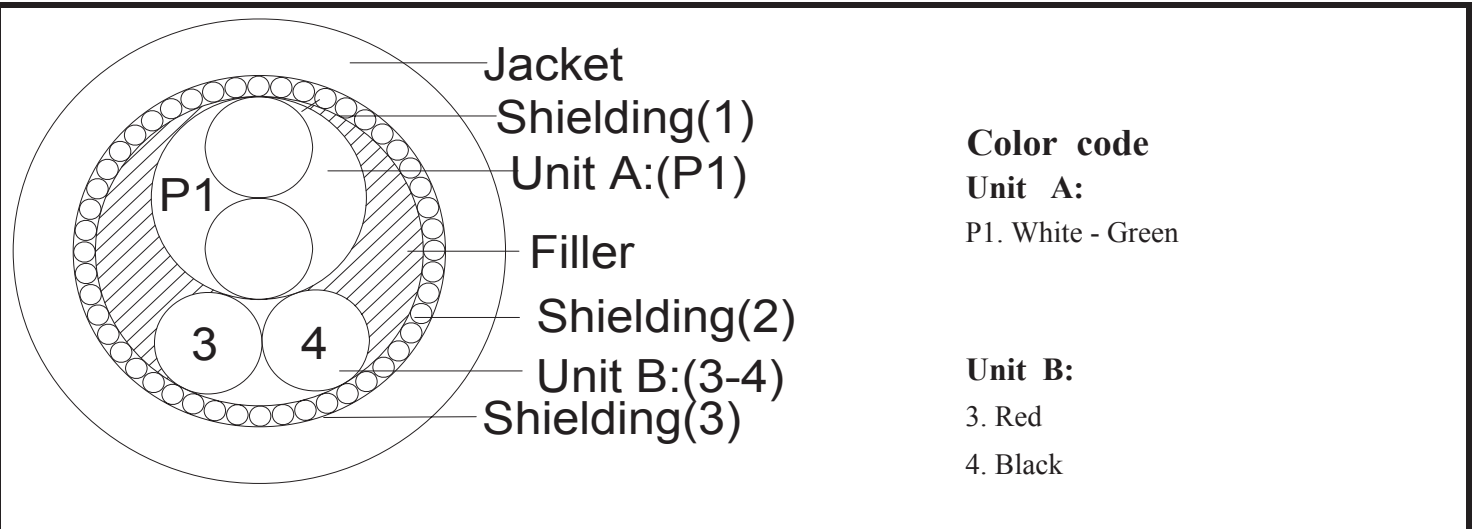 Jacket
Shielding(1)
Unit A:(P1)
P1
Filler
Shielding(2)
3
4
Unit B:(3-4)
Shielding(3)
Color code
Unit A:
P1. White - Green
Unit B:
3. Red
4. Black